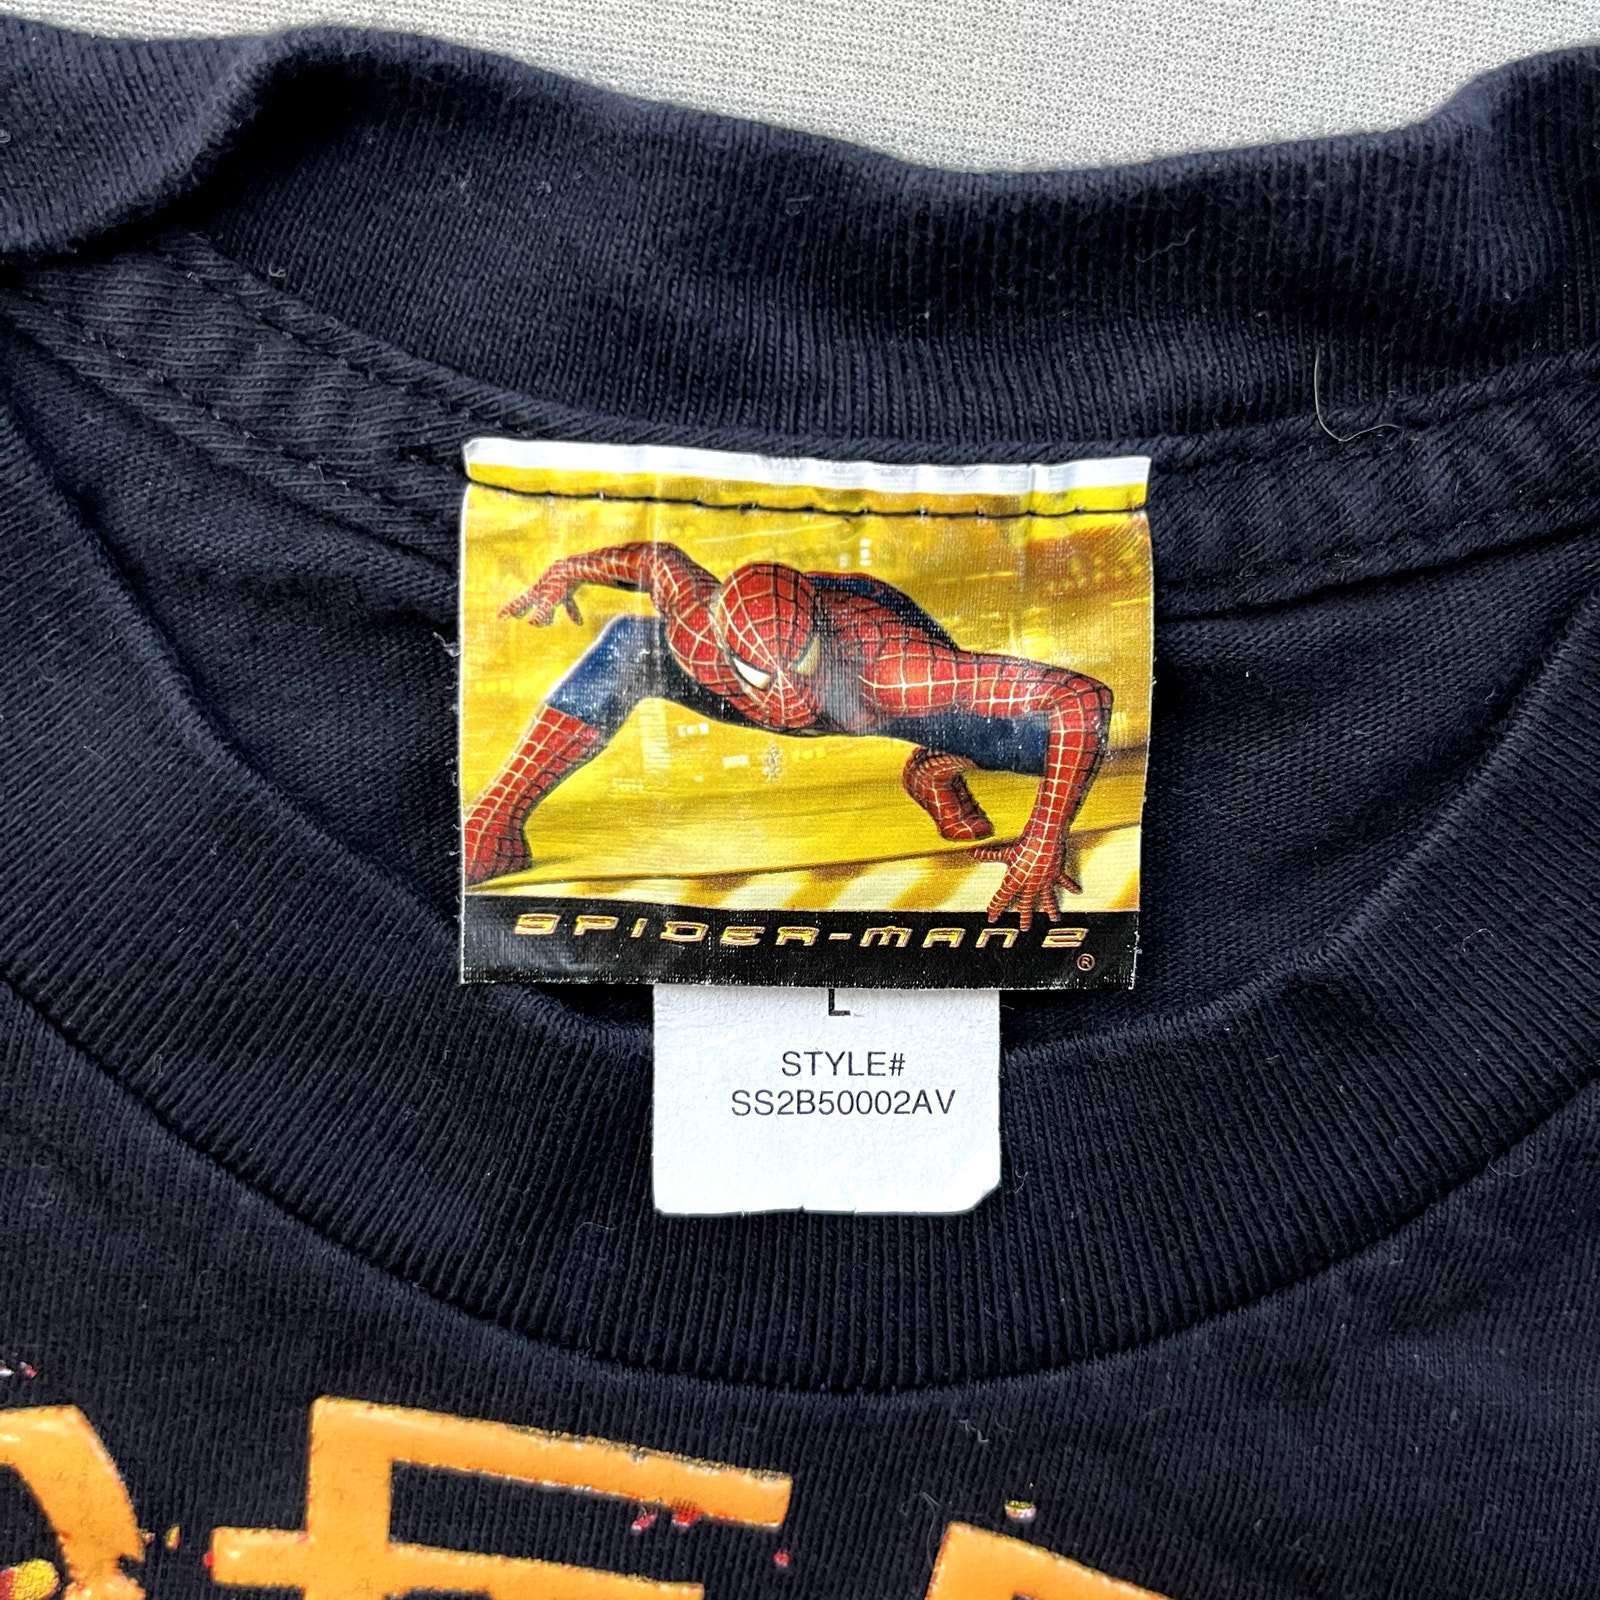 SPIDER-MAN 2
®
L
STYLE#
SS2B50002AV